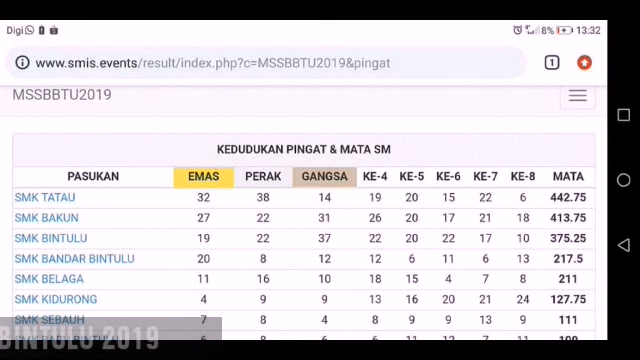 Digi 8% 13:32
www.smis.events/result/index.php?c=MSSBBTU2019&pingat 1
MSSBBTU2019
KEDUDUKAN PINGAT & MATA SM
PASUKAN EMAS PERAK GANGSA KE-4 KE-5 KE-6 KE-7 KE-8 MATA
SMK TATAU 32 38 14 19 20 15 22 6 442.75
SMK BAKUN 27 22 31 26 20 17 21 18 413.75
SMK BINTULU 19 22 37 22 20 22 17 10 375.25
SMK BANDAR BINTULU 20 8 12 12 6 11 6 13 217.5
SMK BELAGA 11 16 10 18 15 4 7 8 211
SMK KIDURONG 4 9 9 13 16 20 21 24 127.75
SMK SEBAUH 7 8 4 8 9 9 13 9 111
BINTULU 2019